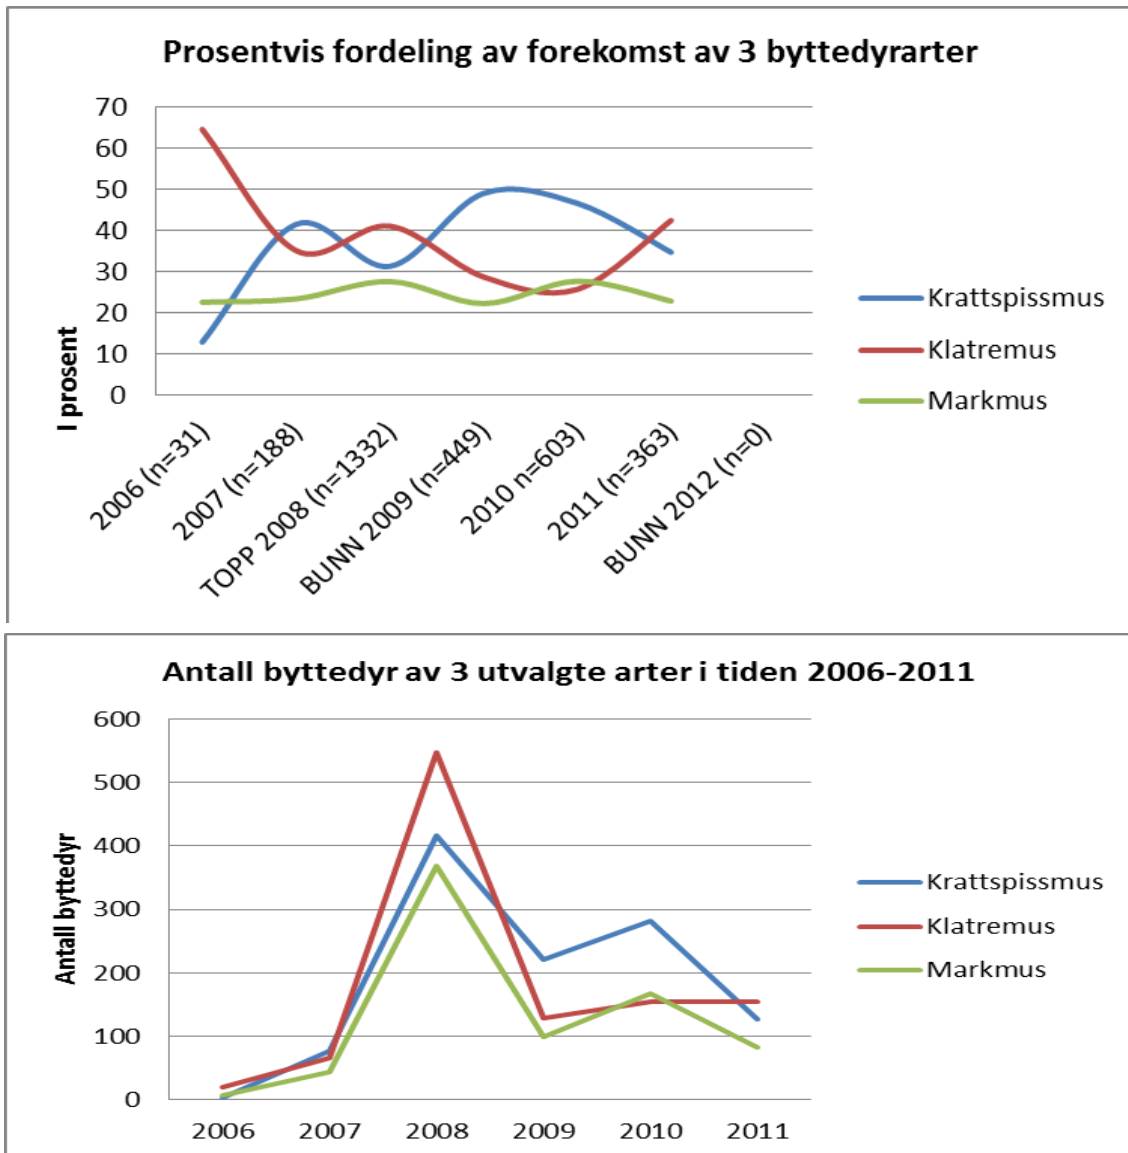 Prosentvis fordeling av forekomst av 3 byttedyrarter
70
60
50
40
30
20
10
0
I prosent
2006 (n=31)
2007 (n=188)
TOPP 2008 (n=1332)
BUNN 2009 (n=449)
2010 n=603)
2011 (n=363)
BUNN 2012 (n=0)
Krattspissmus
Klatremus
Markmus
Antall byttedyr av 3 utvalgte arter i tiden 2006-2011
600
500
400
300
200
100
0
Antall byttedyr
2006 2007 2008 2009 2010 2011
Krattspissmus
Klatremus
Markmus